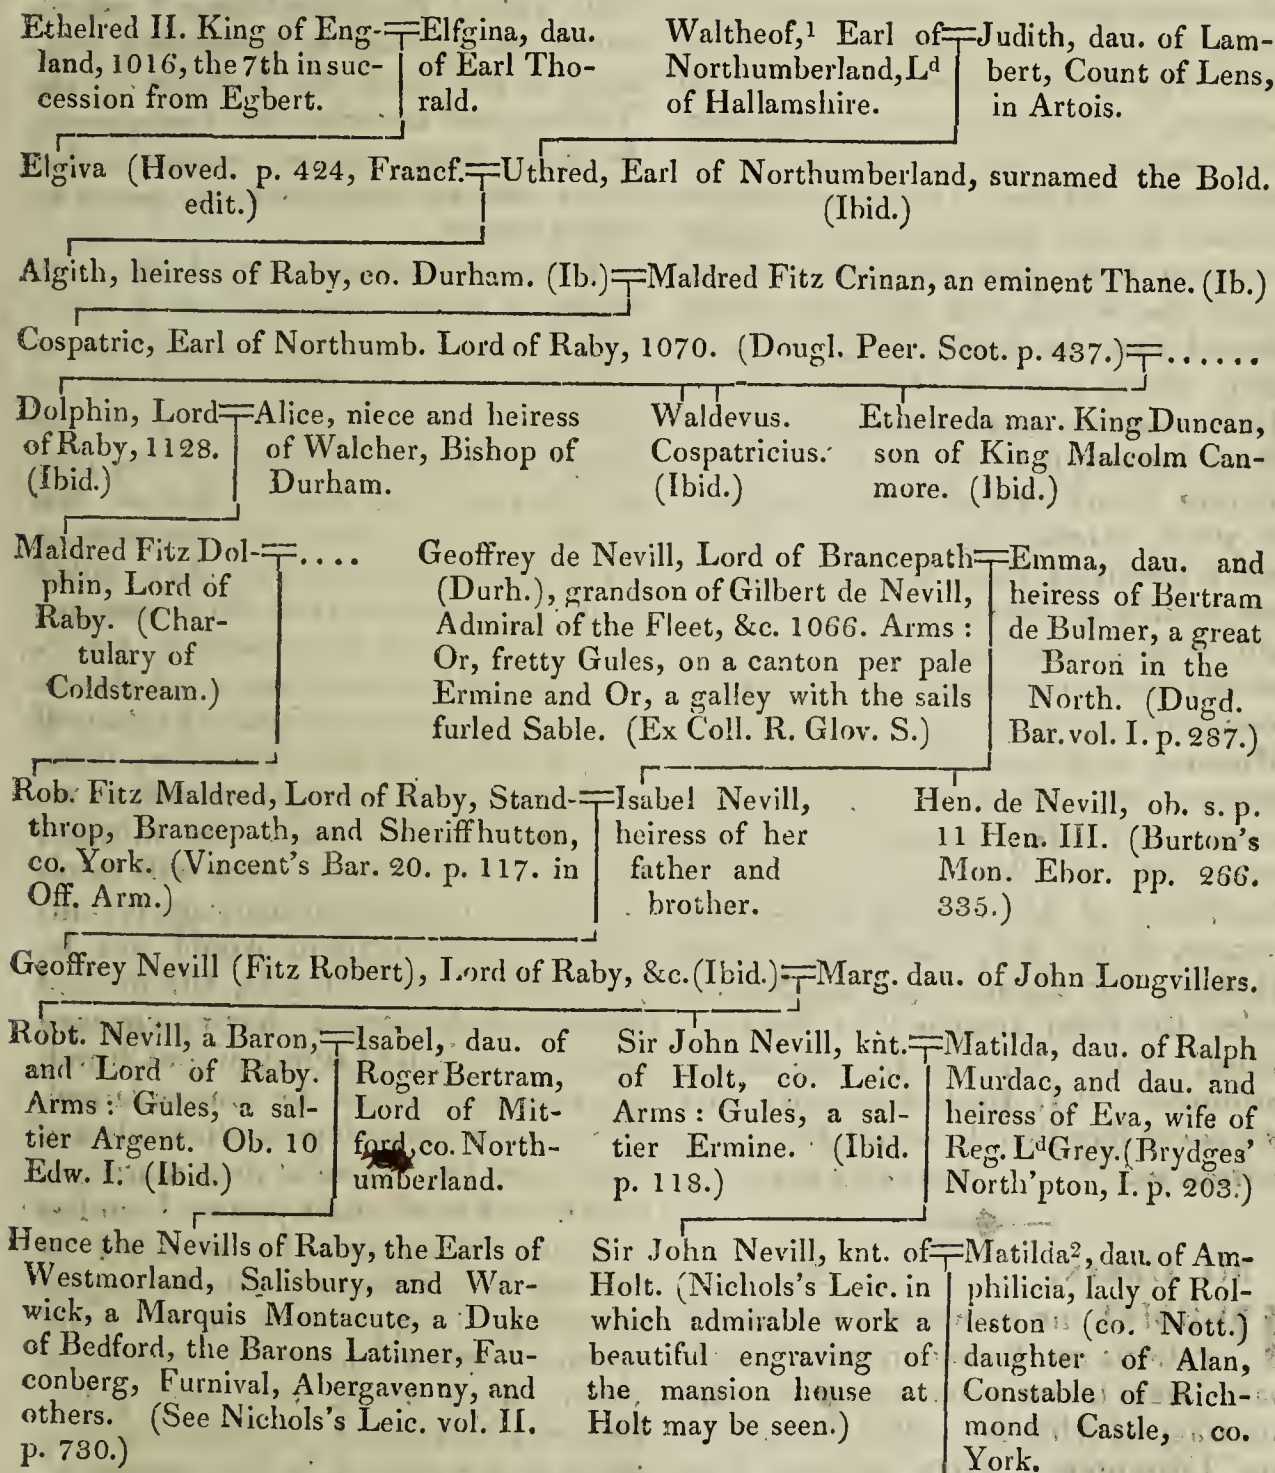 Ethelred II. King of Eng-
land, 1016, the 7th in suc-
cession from Egbert.
Elfgina, dau.
of Earl Tho-
rald.
Waltheof,¹ Earl of
Northumberland, Lᵈ
of Hallamshire.
Judith, dau. of Lam-
bert, Count of Lens,
in Artois.
Elgiva (Hoved. p. 424, Francf.
edit.)
Uthred, Earl of Northumberland, surnamed the Bold.
(Ibid.)
Algith, heiress of Raby, co. Durham. (Ib.)
Maldred Fitz Crinan, an eminent Thane. (Ib.)
Cospatric, Earl of Northumb. Lord of Raby, 1070. (Dougl. Peer. Scot. p. 437.) ......
Dolphin, Lord
of Raby, 1128.
(Ibid.)
Alice, niece and heiress
of Walcher, Bishop of
Durham.
Waldevus.
Cospatricius.
(Ibid.)
Ethelreda mar. King Duncan,
son of King Malcolm Can-
more. (Ibid.)
Maldred Fitz Dol-
phin, Lord of
Raby. (Char-
tulary of
Coldstream.)
....
Geoffrey de Nevill, Lord of Brancepath
(Durh.), grandson of Gilbert de Nevill,
Admiral of the Fleet, &c. 1066. Arms :
Or, fretty Gules, on a canton per pale
Ermine and Or, a galley with the sails
furled Sable. (Ex Coll. R. Glov. S.)
Emma, dau. and
heiress of Bertram
de Bulmer, a great
Baron in the
North. (Dugd.
Bar. vol. I. p. 287.)
Rob. Fitz Maldred, Lord of Raby, Stand-
throp, Brancepath, and Sheriffhutton,
co. York. (Vincent's Bar. 20. p. 117. in
Off. Arm.)
Isabel Nevill,
heiress of her
father and
brother.
Hen. de Nevill, ob. s. p.
11 Hen. III. (Burton's
Mon. Ebor. pp. 266.
335.)
Geoffrey Nevill (Fitz Robert), Lord of Raby, &c. (Ibid.)
Marg. dau. of John Longvillers.
Robt. Nevill, a Baron,
and Lord of Raby.
Arms : Gules, a sal-
tier Argent. Ob. 10
Edw. I. (Ibid.)
Isabel, dau. of
Roger Bertram,
Lord of Mit-
ford, co. North-
umberland.
Sir John Nevill, knt.
of Holt, co. Leic.
Arms : Gules, a sal-
tier Ermine. (Ibid.
p. 118.)
Matilda, dau. of Ralph
Murdac, and dau. and
heiress of Eva, wife of
Reg. Lᵈ Grey. (Brydges'
North'pton, I. p. 203.)
Hence the Nevills of Raby, the Earls of
Westmorland, Salisbury, and War-
wick, a Marquis Montacute, a Duke
of Bedford, the Barons Latimer, Fau-
conberg, Furnival, Abergavenny, and
others. (See Nichols's Leic. vol. II.
p. 730.)
Sir John Nevill, knt. of
Holt. (Nichols's Leic. in
which admirable work a
beautiful engraving of
the mansion house at
Holt may be seen.)
Matilda², dau. of Am-
philicia, lady of Rol-
leston (co. Nott.)
daughter of Alan,
Constable of Rich-
mond Castle, co.
York.